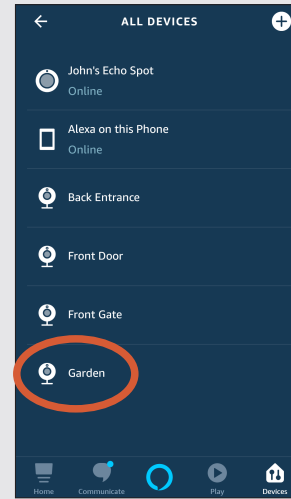 ALL DEVICES
John's Echo Spot
Online
Alexa on this Phone
Online
Back Entrance
Front Door
Front Gate
Garden
Home Communicate Play Devices